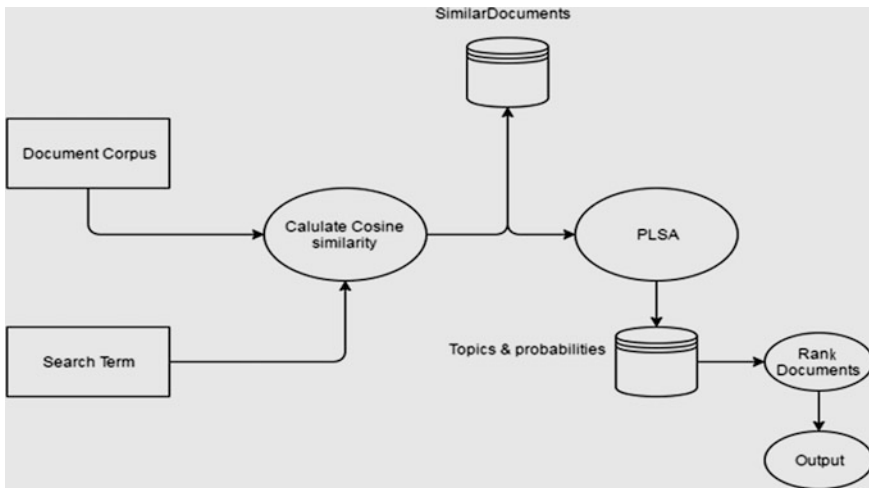 SimilarDocuments
Document Corpus
Calulate Cosine
similarity
PLSA
Search Term
Topics & probabilities
Rank
Documents
Output